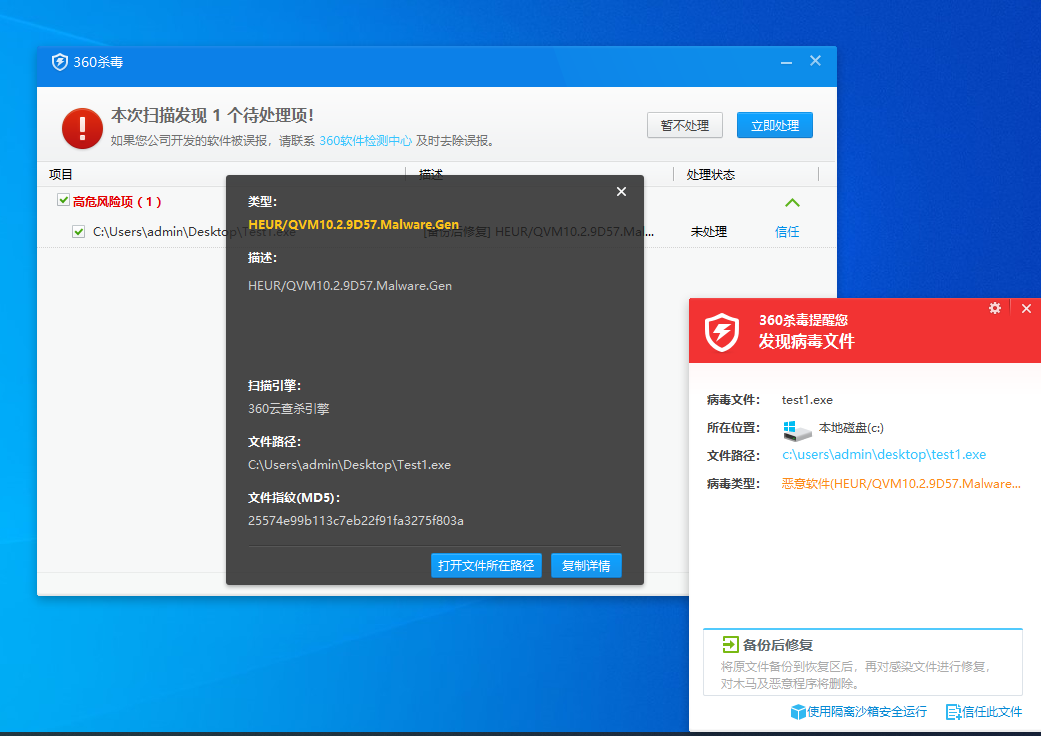 360杀毒
本次扫描发现 1 个待处理项!
如果您公司开发的软件被误报，请联系 360软件检测中心 及时去除误报。
暂不处理
立即处理
项目
描述
处理状态
高危风险项（1）
C:\Users\admin\Desktop\Test1.exe
[备份后修复] HEUR/QVM10.2.9D57.Mal...
未处理
信任
类型：
HEUR/QVM10.2.9D57.Malware.Gen
描述：
HEUR/QVM10.2.9D57.Malware.Gen
扫描引擎：
360云查杀引擎
文件路径：
C:\Users\admin\Desktop\Test1.exe
文件指纹(MD5)：
25574e99b113c7eb22f91fa3275f803a
打开文件所在路径
复制详情
360杀毒提醒您
发现病毒文件
病毒文件： test1.exe
所在位置： 本地磁盘(c:)
文件路径： c:\users\admin\desktop\test1.exe
病毒类型： 恶意软件(HEUR/QVM10.2.9D57.Malware...
备份后修复
将原文件备份到恢复区后，再对感染文件进行修复，
对木马及恶意程序将删除。
使用隔离沙箱安全运行
信任此文件